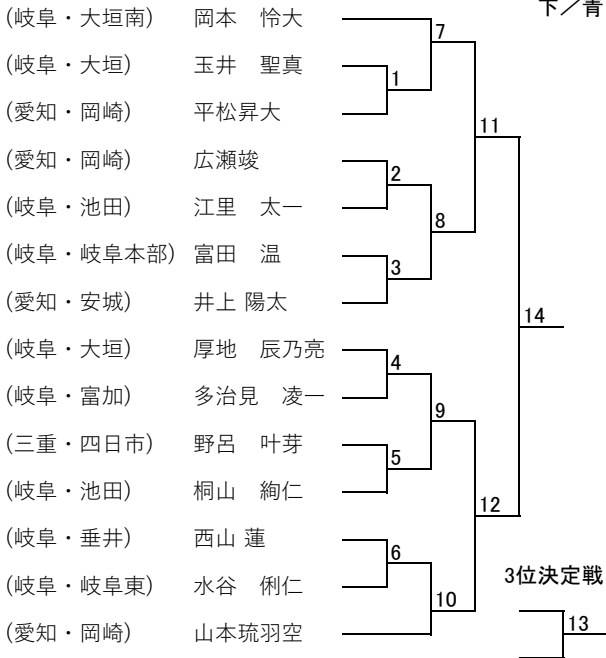 下／青
(岐阜・大垣南) 岡本　怜大
7
(岐阜・大垣) 玉井　聖真
1
(愛知・岡崎) 平松昇大
11
(愛知・岡崎) 広瀬竣
2
(岐阜・池田) 江里　太一
8
(岐阜・岐阜本部) 富田　温
3
(愛知・安城) 井上 陽太
14
(岐阜・大垣) 厚地　辰乃亮
4
(岐阜・富加) 多治見　凌一
9
(三重・四日市) 野呂　叶芽
5
(岐阜・池田) 桐山　絢仁
12
(岐阜・垂井) 西山 蓮
6
(岐阜・岐阜東) 水谷　俐仁
3位決定戦
10
(愛知・岡崎) 山本琉羽空
13